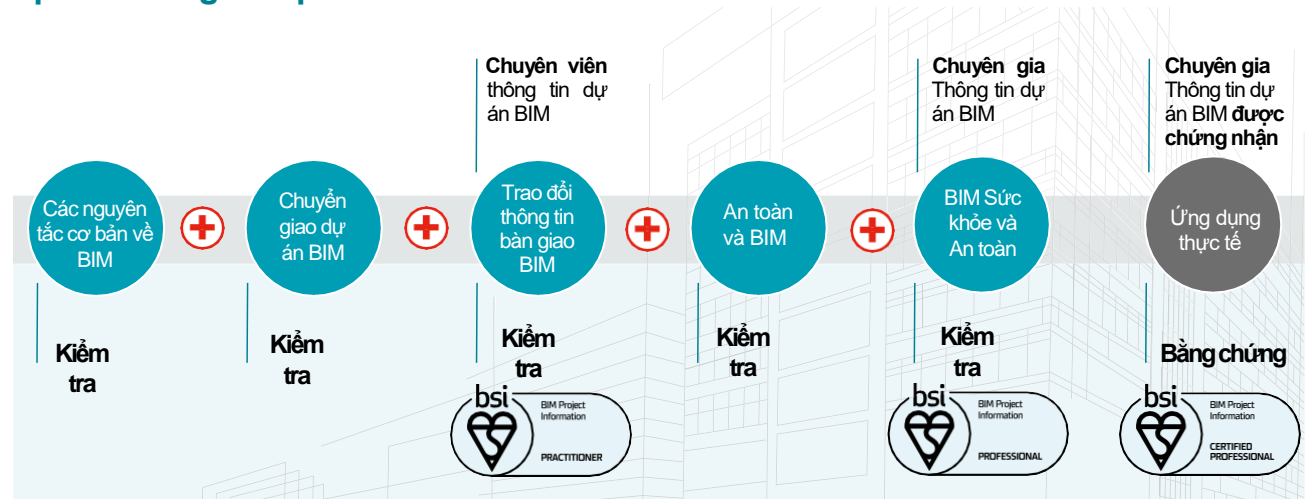 Chuyên viên
thông tin dự
án BIM
Chuyên gia
Thông tin dự
án BIM
Chuyên gia
Thông tin dự
án BIM được
chứng nhận
Các nguyên
tắc cơ bản về
BIM
Chuyển
giao dự
án BIM
Trao đổi
thông tin
bàn giao
BIM
An toàn
và BIM
BIM Sức
khỏe và
An toàn
Ứng dụng
thực tế
Kiểm
tra
Kiểm
tra
Kiểm
tra
Kiểm
tra
Kiểm
tra
Bằng chứng
bsi
BIM Project
Information
PRACTITIONER
bsi
BIM Project
Information
PROFESSIONAL
bsi
BIM Project
Information
CERTIFIED
PROFESSIONAL